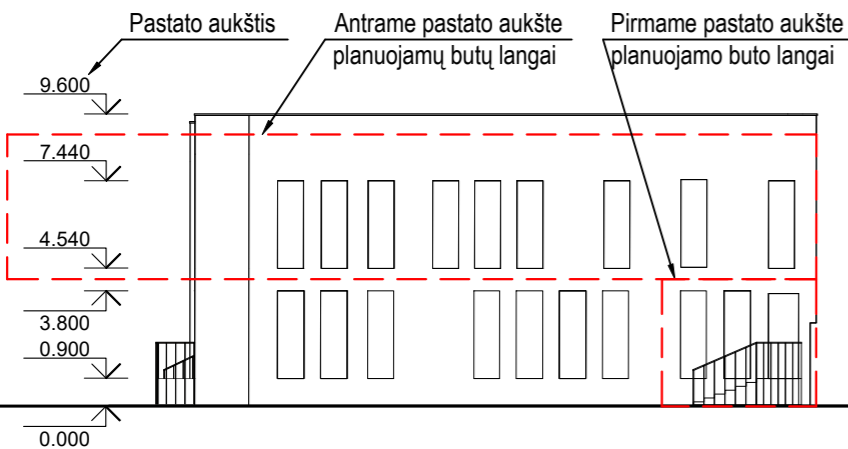 Pastato aukštis
Antrame pastato aukšte
planuojamų butų langai
Pirmame pastato aukšte
planuojamo buto langai
9.600
7.440
4.540
3.800
0.900
0.000